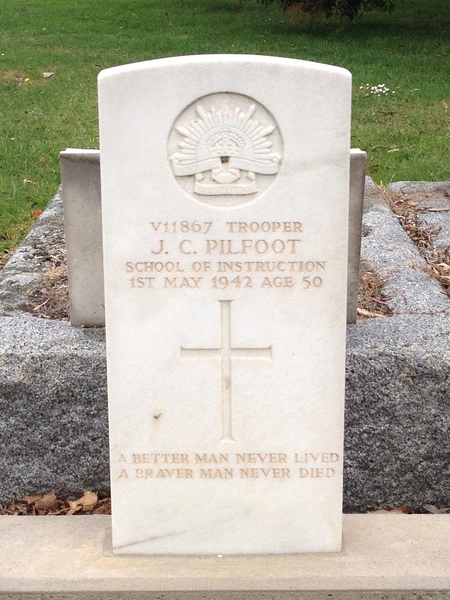 V11867 TROOPER
J. C. PILFOOT
SCHOOL OF INSTRUCTION
1ST MAY 1942 AGE 50
A BETTER MAN NEVER LIVED
A BRAVER MAN NEVER DIED